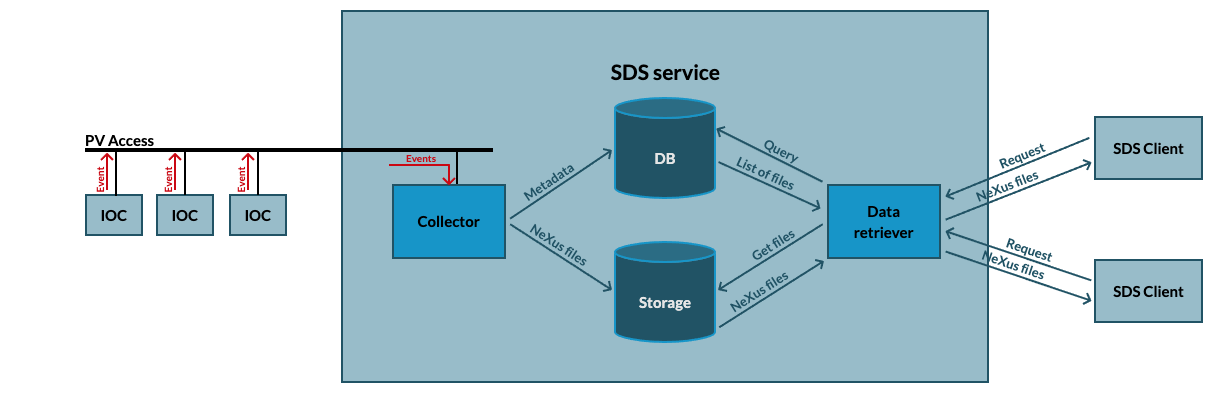 SDS service
PV Access
Event
Event
Event
IOC
IOC
IOC
Events
Collector
Metadata
NeXus files
DB
Storage
Query
List of files
Get files
NeXus files
Data
retriever
Request
NeXus files
Request
NeXus files
SDS Client
SDS Client